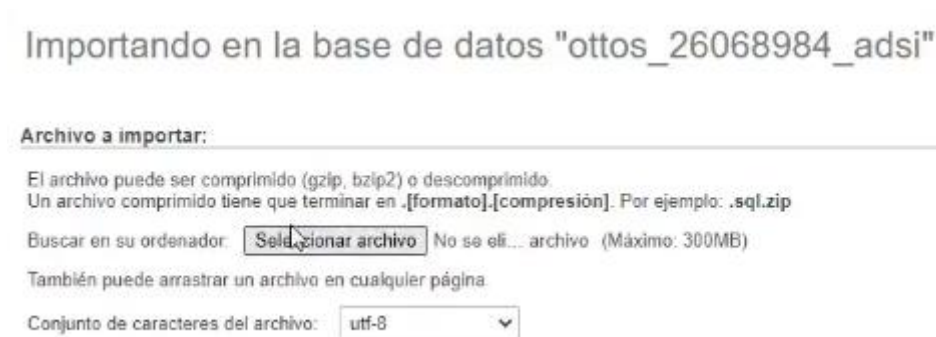 Importando en la base de datos "ottos_26068984_adsi"
Archivo a importar:
El archivo puede ser comprimido (gzip, bzip2) o descomprimido.
Un archivo comprimido tiene que terminar en .[formato].[compresión]. Por ejemplo: .sql.zip
Buscar en su ordenador: Seleccionar archivo No se eli... archivo (Máximo: 300MB)
También puede arrastrar un archivo en cualquier página.
Conjunto de caracteres del archivo: utf-8